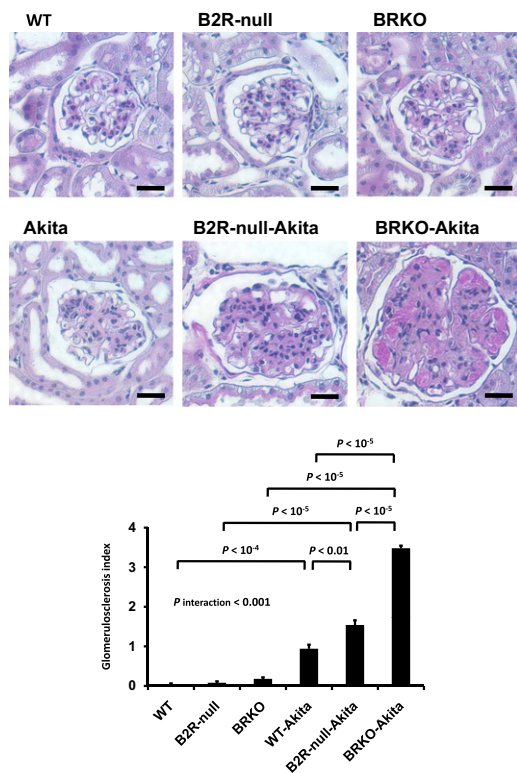 WT B2R-null BRKO
Akita B2R-null-Akita BRKO-Akita
P < 10-5
P < 10-5
P < 10-5 P < 10-5
P < 10-4 P < 0.01
P interaction < 0.001
Glomerulosclerosis index
4
3
2
1
0
WT
B2R-null
BRKO
WT-Akita
B2R-null-Akita
BRKO-Akita